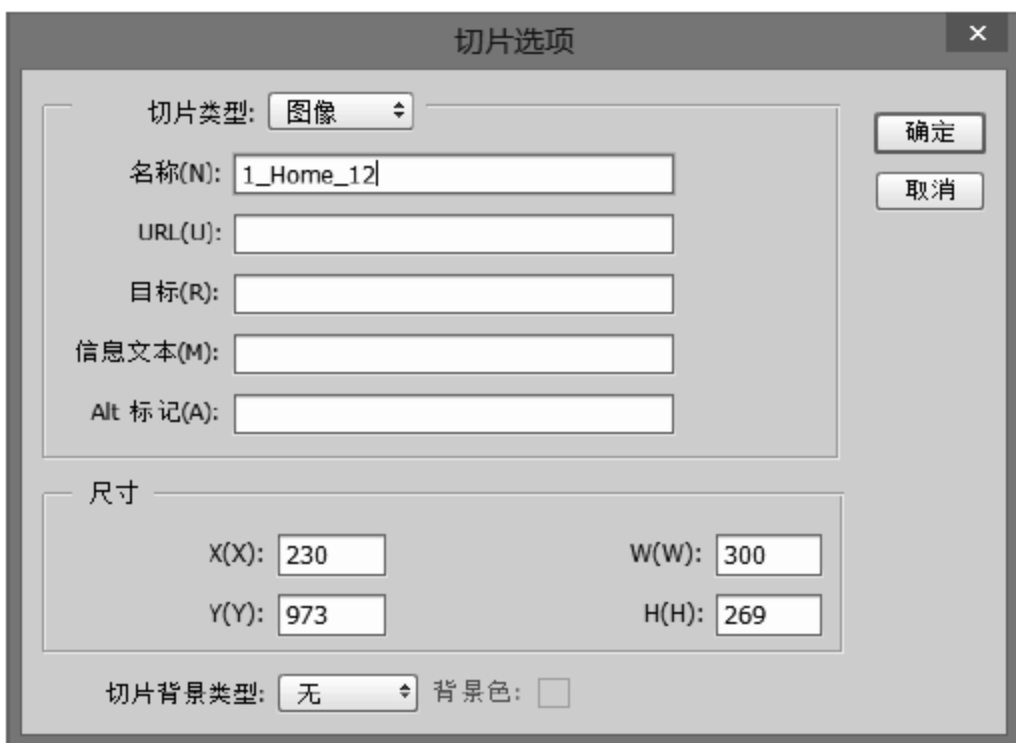 切片选项
切片类型: 图像
确定
名称(N): 1_Home_12
取消
URL(U):
目标(R):
信息文本(M):
Alt 标记(A):
尺寸
X(X): 230 W(W): 300
Y(Y): 973 H(H): 269
切片背景类型: 无 背景色: